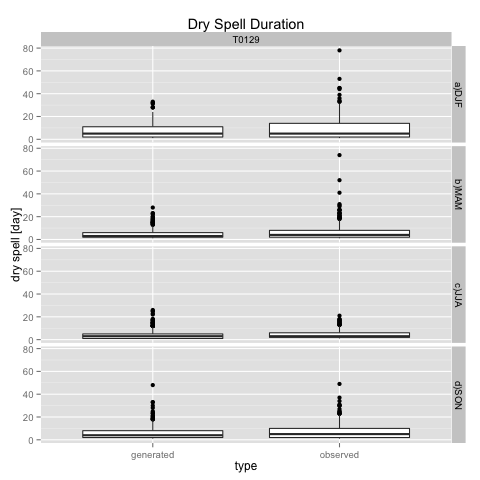 Dry Spell Duration
T0129
80
60
40
20
0
a)DJF
80
60
40
20
0
b)MAM
80
60
40
20
0
c)JJA
80
60
40
20
0
d)SON
dry spell [day]
generated
observed
type